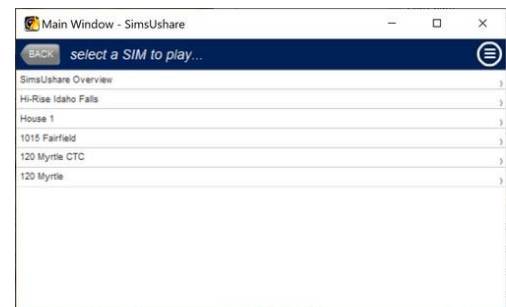 Main Window - SimsUshare
BACK select a SIM to play...
SimsUshare Overview
Hi-Rise Idaho Falls
House 1
1015 Fairfield
120 Myrtle CTC
120 Myrtle